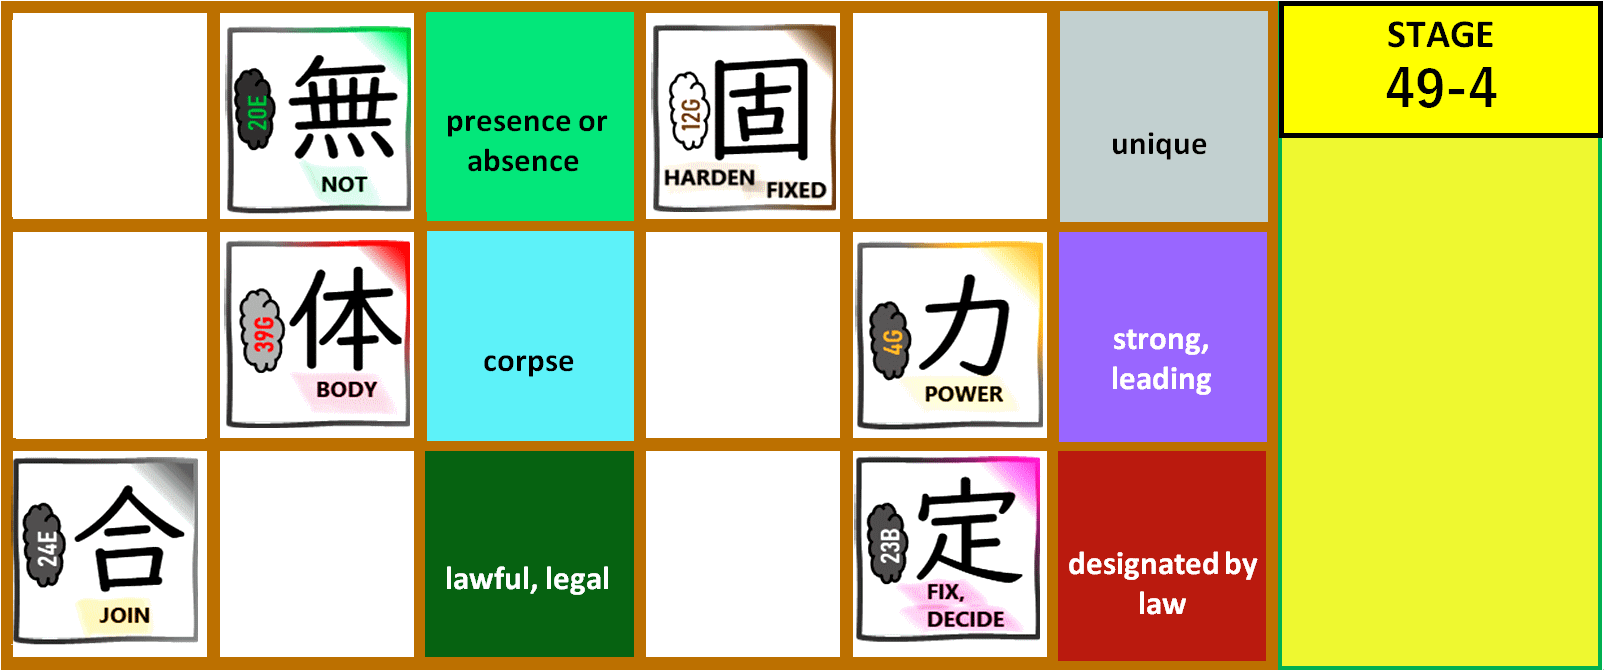 20E
無
NOT
presence or
absence
12G
固
HARDEN
FIXED
unique
STAGE
49-4
39G
体
BODY
corpse
4G
力
POWER
strong,
leading
24E
合
JOIN
lawful, legal
23B
定
FIX,
DECIDE
designated by
law